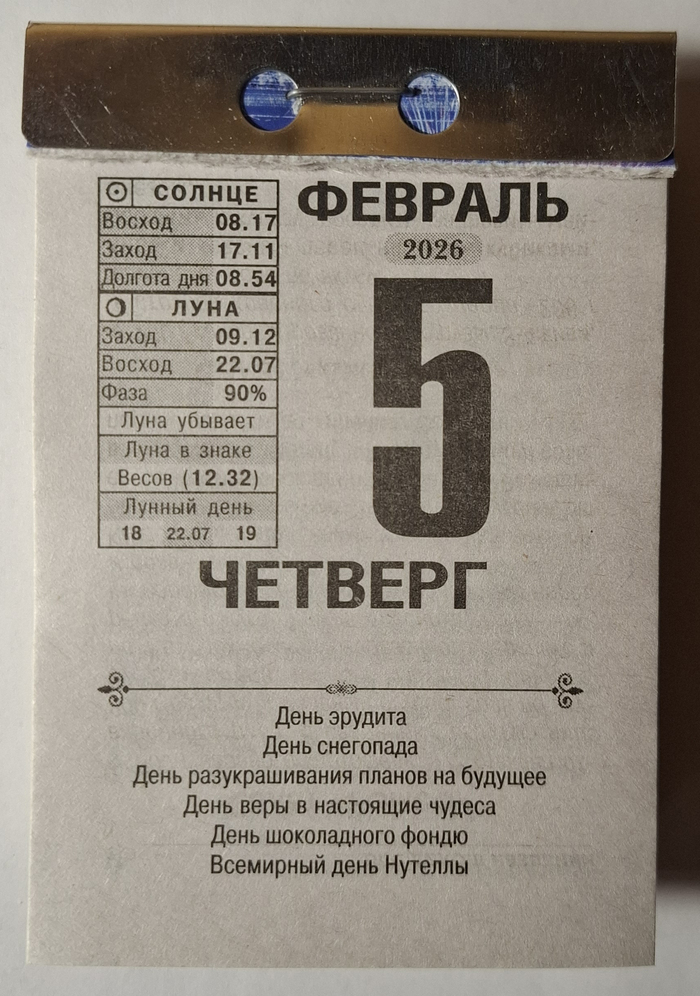 СОЛНЦЕ
Восход 08.17
Заход 17.11
Долгота дня 08.54
ЛУНА
Заход 09.12
Восход 22.07
Фаза 90%
Луна убывает
Луна в знаке
Весов (12.32)
Лунный день
18 22.07 19
ФЕВРАЛЬ
2026
5
ЧЕТВЕРГ
День эрудита
День снегопада
День разукрашивания планов на будущее
День веры в настоящие чудеса
День шоколадного фондю
Всемирный день Нутеллы